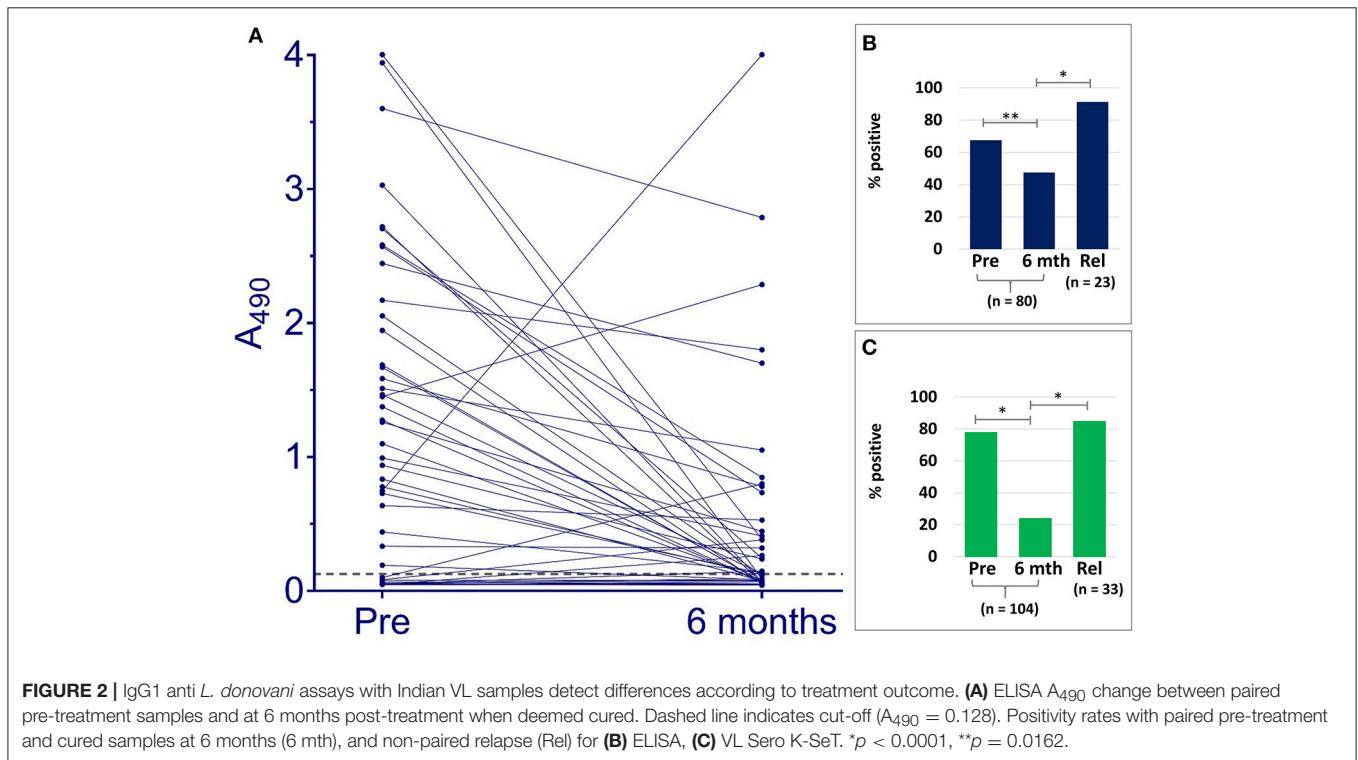 A
4
3
2
1
0
A490
Pre
6 months
B
100
80
60
40
20
0
% positive
**
*
Pre
6 mth
Rel
(n = 80)
(n = 23)
C
100
80
60
40
20
0
% positive
*
*
Pre
6 mth
Rel
(n = 104)
(n = 33)
FIGURE 2 | IgG1 anti L. donovani assays with Indian VL samples detect differences according to treatment outcome. (A) ELISA A490 change between paired
pre-treatment samples and at 6 months post-treatment when deemed cured. Dashed line indicates cut-off (A490 = 0.128). Positivity rates with paired pre-treatment
and cured samples at 6 months (6 mth), and non-paired relapse (Rel) for (B) ELISA, (C) VL Sero K-SeT. *p < 0.0001, **p = 0.0162.